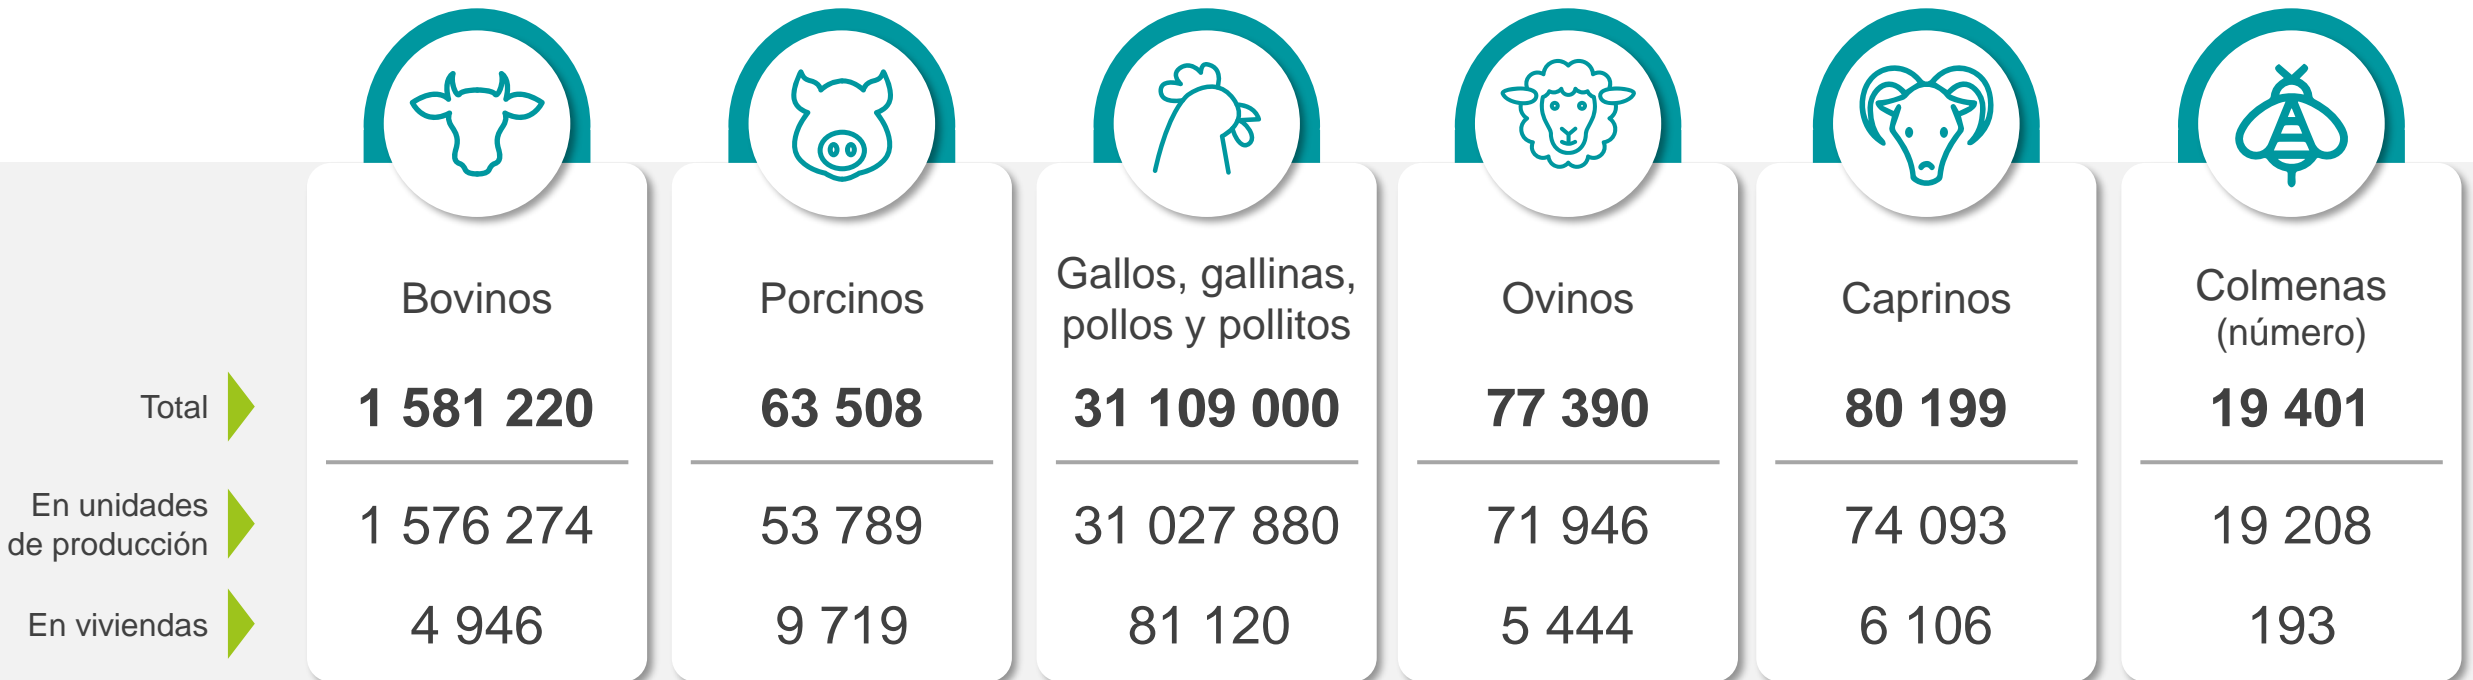 Bovinos
Porcinos
Gallos, gallinas,
pollos y pollitos
Ovinos
Caprinos
Colmenas
(número)
Total
1 581 220
63 508
31 109 000
77 390
80 199
19 401
En unidades
de producción
1 576 274
53 789
31 027 880
71 946
74 093
19 208
En viviendas
4 946
9 719
81 120
5 444
6 106
193